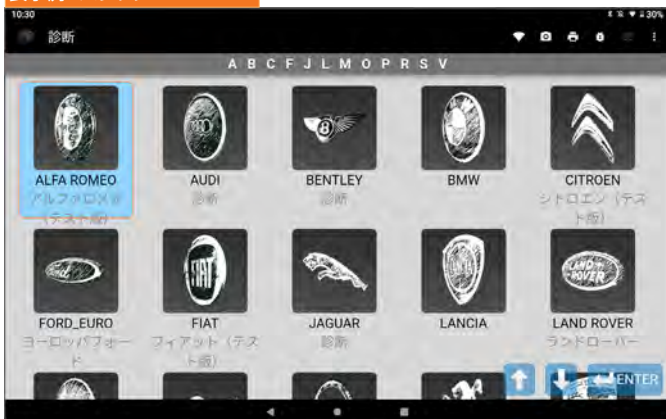 10:30
30%
診断
A B C F J L M O P R S V
ALFA ROMEO
アルファロメオ
(テスト版)
AUDI
診断
BENTLEY
診断
BMW
CITROEN
シトロエン(テス
ト版)
FORD_EURO
ヨーロッパフォー
ド
FIAT
フィアット(テス
ト版)
JAGUAR
診断
LANCIA
LAND ROVER
ランドローバー
ENTER